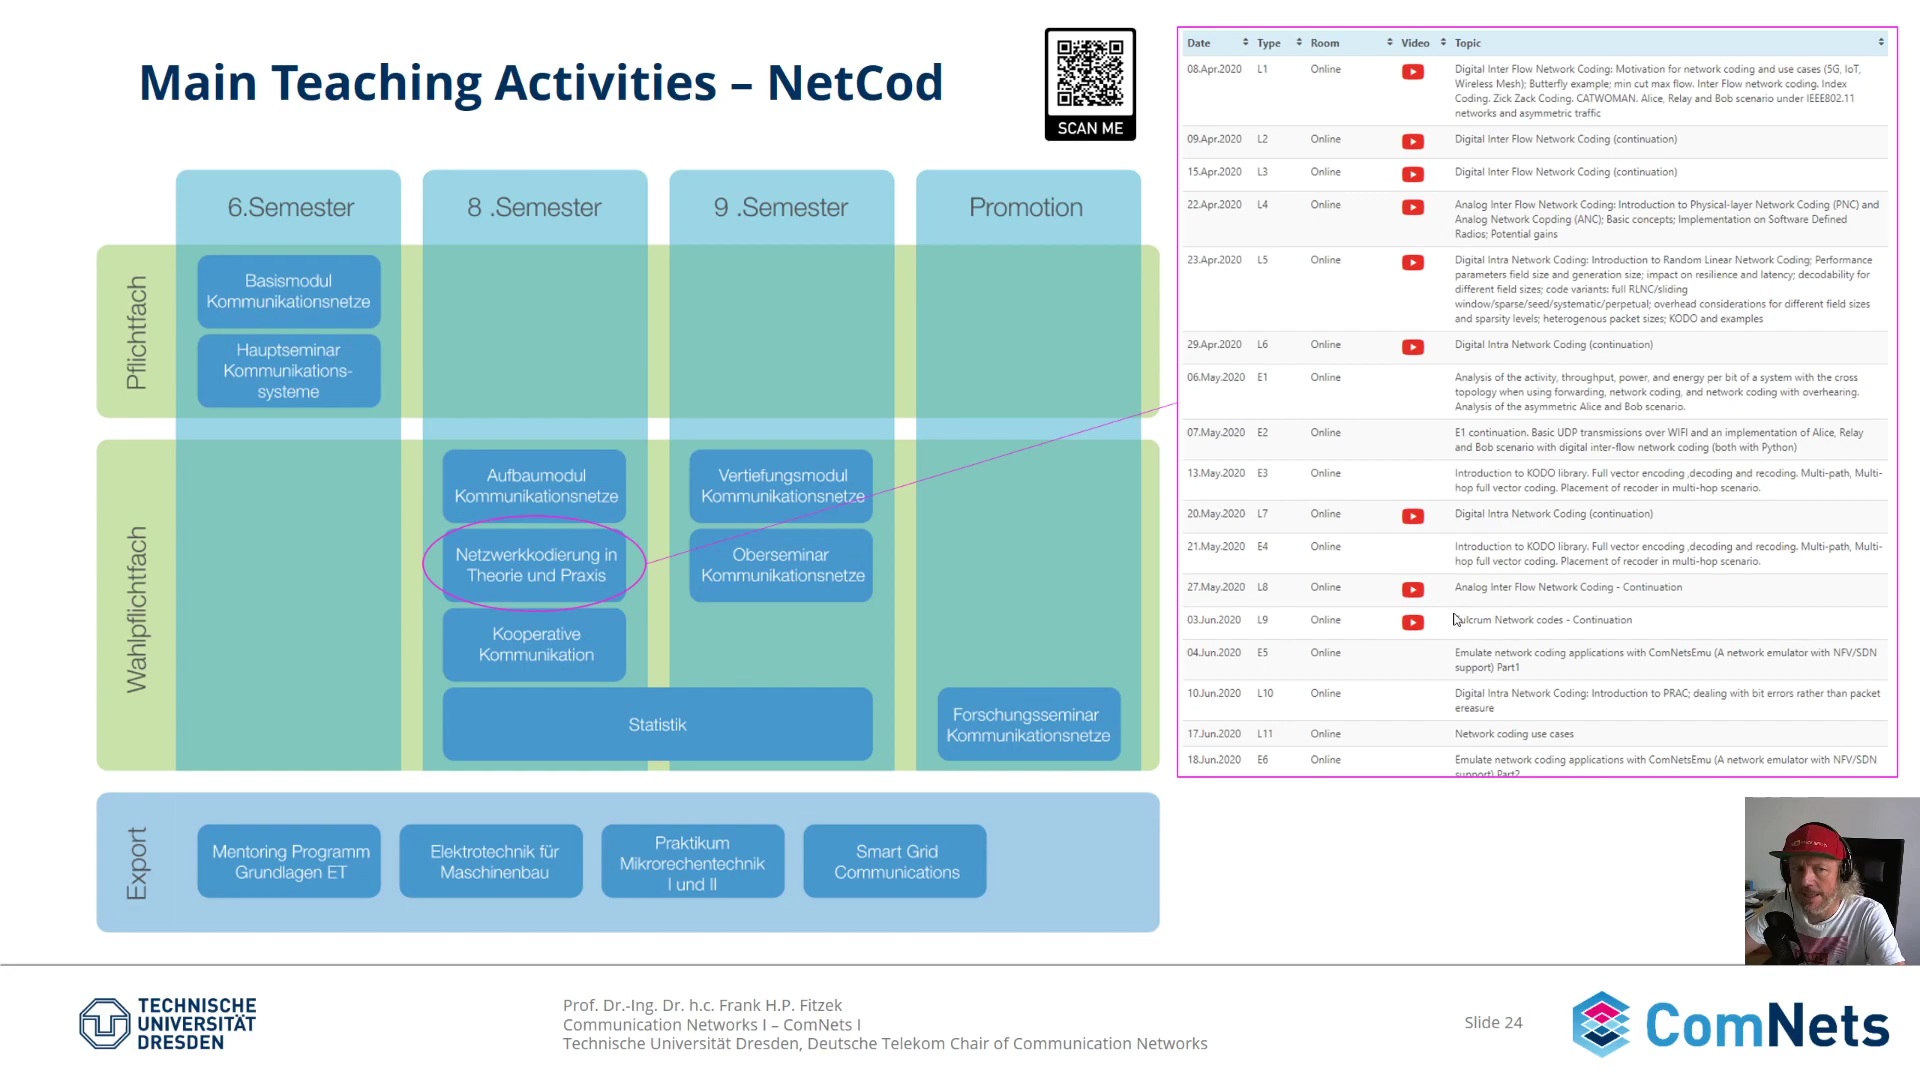 Main Teaching Activities – NetCod
SCAN ME
6.Semester
8 .Semester
9 .Semester
Promotion
Pflichtfach
Basismodul
Kommunikationsnetze
Hauptseminar
Kommunikations-
systeme
Wahlpflichtfach
Aufbaumodul
Kommunikationsnetze
Vertiefungsmodul
Kommunikationsnetze
Netzwerkkodierung in
Theorie und Praxis
Oberseminar
Kommunikationsnetze
Kooperative
Kommunikation
Statistik
Forschungsseminar
Kommunikationsnetze
Export
Mentoring Programm
Grundlagen ET
Elektrotechnik für
Maschinenbau
Praktikum
Mikrorechentechnik
I und II
Smart Grid
Communications
Date Type Room Video Topic
08.Apr.2020 L1 Online Digital Inter Flow Network Coding: Motivation for network coding and use cases (5G, IoT,
Wireless Mesh); Butterfly example; min cut max flow. Inter Flow network coding. Index
Coding. Zick Zack Coding. CATWOMAN. Alice, Relay and Bob scenario under IEEE802.11
networks and asymmetric traffic
09.Apr.2020 L2 Online Digital Inter Flow Network Coding (continuation)
15.Apr.2020 L3 Online Digital Inter Flow Network Coding (continuation)
22.Apr.2020 L4 Online Analog Inter Flow Network Coding: Introduction to Physical-layer Network Coding (PNC) and
Analog Network Copding (ANC); Basic concepts; Implementation on Software Defined
Radios; Potential gains
23.Apr.2020 L5 Online Digital Intra Network Coding: Introduction to Random Linear Network Coding; Performance
parameters field size and generation size; impact on resilience and latency; decodability for
different field sizes; code variants: full RLNC/sliding
window/sparse/seed/systematic/perpetual; overhead considerations for different field sizes
and sparsity levels; heterogenous packet sizes; KODO and examples
29.Apr.2020 L6 Online Digital Intra Network Coding (continuation)
06.May.2020 E1 Online Analysis of the activity, throughput, power, and energy per bit of a system with the cross
topology when using forwarding, network coding, and network coding with overhearing.
Analysis of the asymmetric Alice and Bob scenario.
07.May.2020 E2 Online E1 continuation. Basic UDP transmissions over WIFI and an implementation of Alice, Relay
and Bob scenario with digital inter-flow network coding (both with Python)
13.May.2020 E3 Online Introduction to KODO library. Full vector encoding ,decoding and recoding. Multi-path, Multi-
hop full vector coding. Placement of recoder in multi-hop scenario.
20.May.2020 L7 Online Digital Intra Network Coding (continuation)
21.May.2020 E4 Online Introduction to KODO library. Full vector encoding ,decoding and recoding. Multi-path, Multi-
hop full vector coding. Placement of recoder in multi-hop scenario.
27.May.2020 L8 Online Analog Inter Flow Network Coding - Continuation
03.Jun.2020 L9 Online Fulcrum Network codes - Continuation
04.Jun.2020 E5 Online Emulate network coding applications with ComNetsEmu (A network emulator with NFV/SDN
support) Part1
10.Jun.2020 L10 Online Digital Intra Network Coding: Introduction to PRAC; dealing with bit errors rather than packet
ereasure
17.Jun.2020 L11 Online Network coding use cases
18.Jun.2020 E6 Online Emulate network coding applications with ComNetsEmu (A network emulator with NFV/SDN
support) Part2
TECHNISCHE
UNIVERSITÄT
DRESDEN
Prof. Dr.-Ing. Dr. h.c. Frank H.P. Fitzek
Communication Networks I – ComNets I
Technische Universität Dresden, Deutsche Telekom Chair of Communication Networks
Slide 24
ComNets